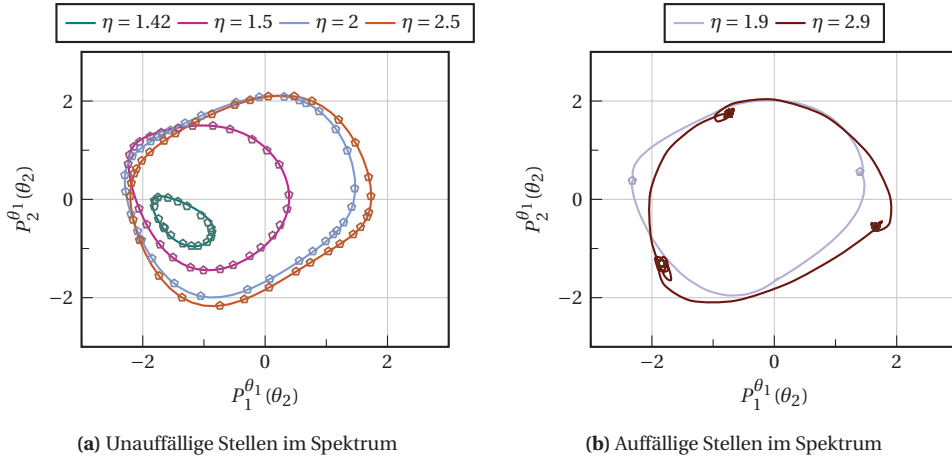 η = 1.42 η = 1.5 η = 2 η = 2.5
2
0
−2
−2 0 2
P_2^{θ_1}(θ_2)
P_1^{θ_1}(θ_2)
(a) Unauffällige Stellen im Spektrum
η = 1.9 η = 2.9
2
0
−2
−2 0 2
P_2^{θ_1}(θ_2)
P_1^{θ_1}(θ_2)
(b) Auffällige Stellen im Spektrum